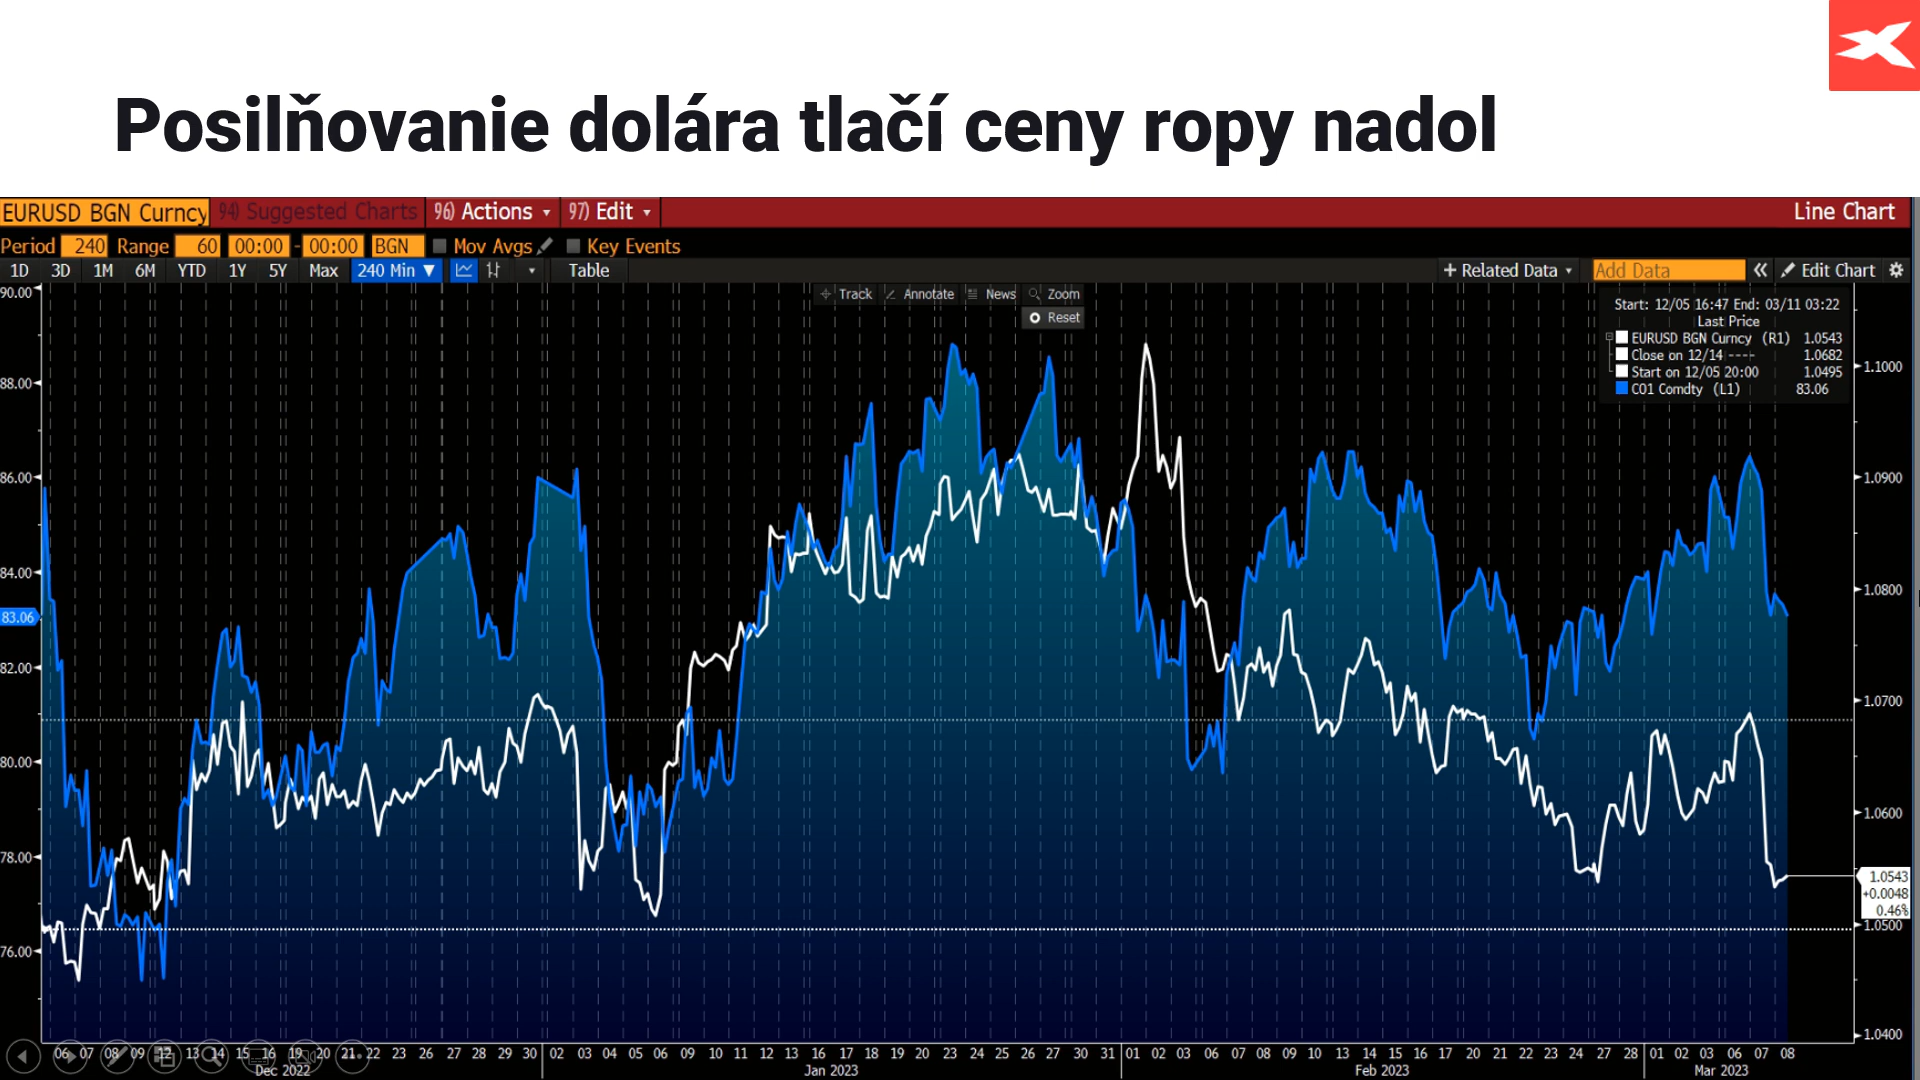 Posilňovanie dolára tlačí ceny ropy nadol
EURUSD BGN Curncy 94) Suggested Charts 96) Actions 97) Edit Line Chart
Period 240 Range 60 00:00 - 00:00 BGN Mov Avgs Key Events
1D 3D 1M 6M YTD 1Y 5Y Max 240 Min ▼ Table + Related Data Add Data « Edit Chart
Track Annotate News Zoom
Reset
Start: 12/05 16:47 End: 03/11 03:22
Last Price
EURUSD BGN Curncy (R1) 1.0543
Close on 12/14 ---- 1.0682
Start on 12/05 20:00 1.0495
CO1 Comdty (L1) 83.06
90.00
88.00
86.00
84.00
83.06
82.00
80.00
78.00
76.00
1.1000
1.0900
1.0800
1.0700
1.0600
1.0543
+0.0048
0.46%
1.0500
1.0400
06 07 08 09 12 13 14 15 16 19 20 21 22 23 26 27 28 29 30 02 03 04 05 06 09 10 11 12 13 16 17 18 19 20 23 24 25 26 27 30 31 01 02 03 06 07 08 09 10 13 14 15 16 17 20 21 22 23 24 27 28 01 02 03 06 07 08
Dec 2022 Jan 2023 Feb 2023 Mar 2023